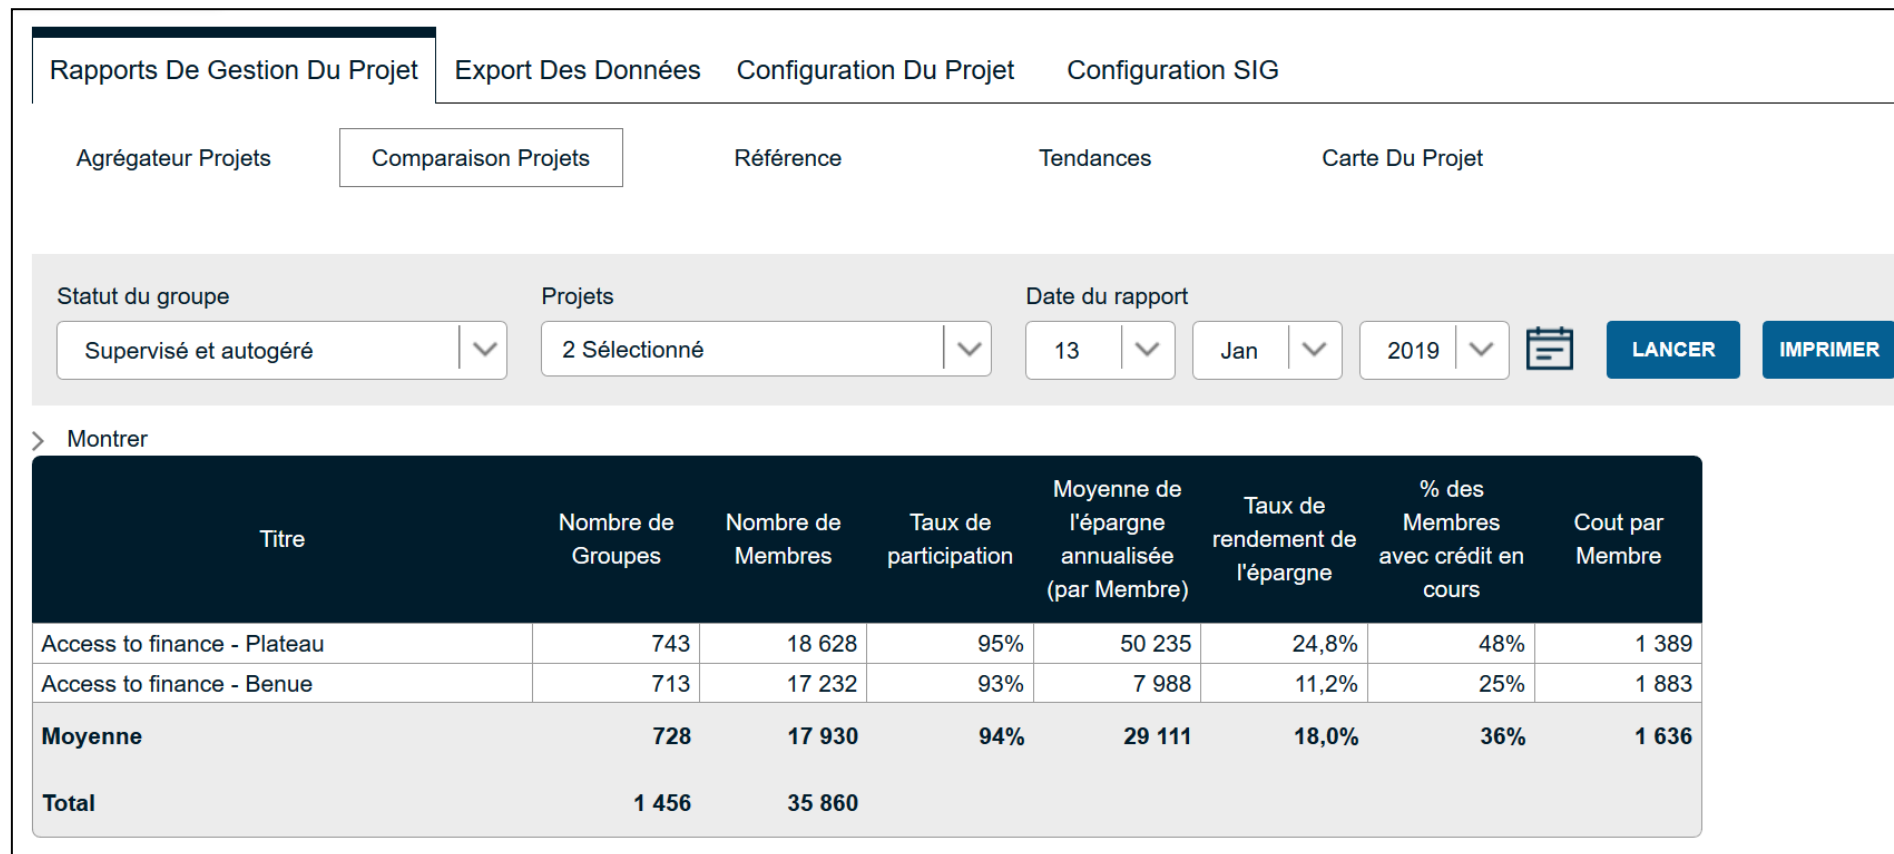 Rapports De Gestion Du Projet Export Des Données Configuration Du Projet Configuration SIG
Agrégateur Projets Comparaison Projets Référence Tendances Carte Du Projet
Statut du groupe Projets Date du rapport
Supervisé et autogéré 2 Sélectionné 13 Jan 2019 LANCER IMPRIMER
Montrer
Titre Nombre de Groupes Nombre de Membres Taux de participation Moyenne de l'épargne annualisée (par Membre) Taux de rendement de l'épargne % des Membres avec crédit en cours Cout par Membre
Access to finance - Plateau 743 18 628 95% 50 235 24,8% 48% 1 389
Access to finance - Benue 713 17 232 93% 7 988 11,2% 25% 1 883
Moyenne 728 17 930 94% 29 111 18,0% 36% 1 636
Total 1 456 35 860